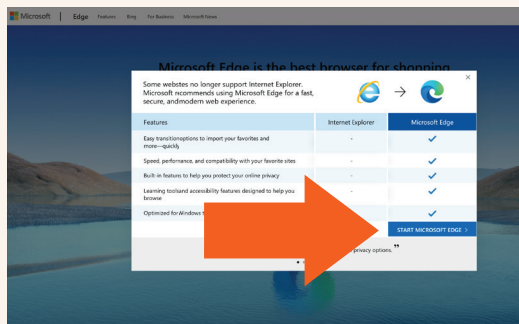 Microsoft Edge Features Blog For Business Microsoft News
Microsoft Edge is the best browser for shopping
Some webstes no longer support Internet Explorer.
Microsoft recommends using Microsoft Edge for a fast,
secure, andmodern web experience.
Features Internet Explorer Microsoft Edge
Easy transitionoptions to import your favorites and
more—quickly
Speed, perfornance, and compatibility with your favorite sites
Built-in features to help you protect your online privacy
Learning toolsand accessibility features designed to help you
browse
Optimized for Windows
START MICROSOFT EDGE >
privacy options. ”